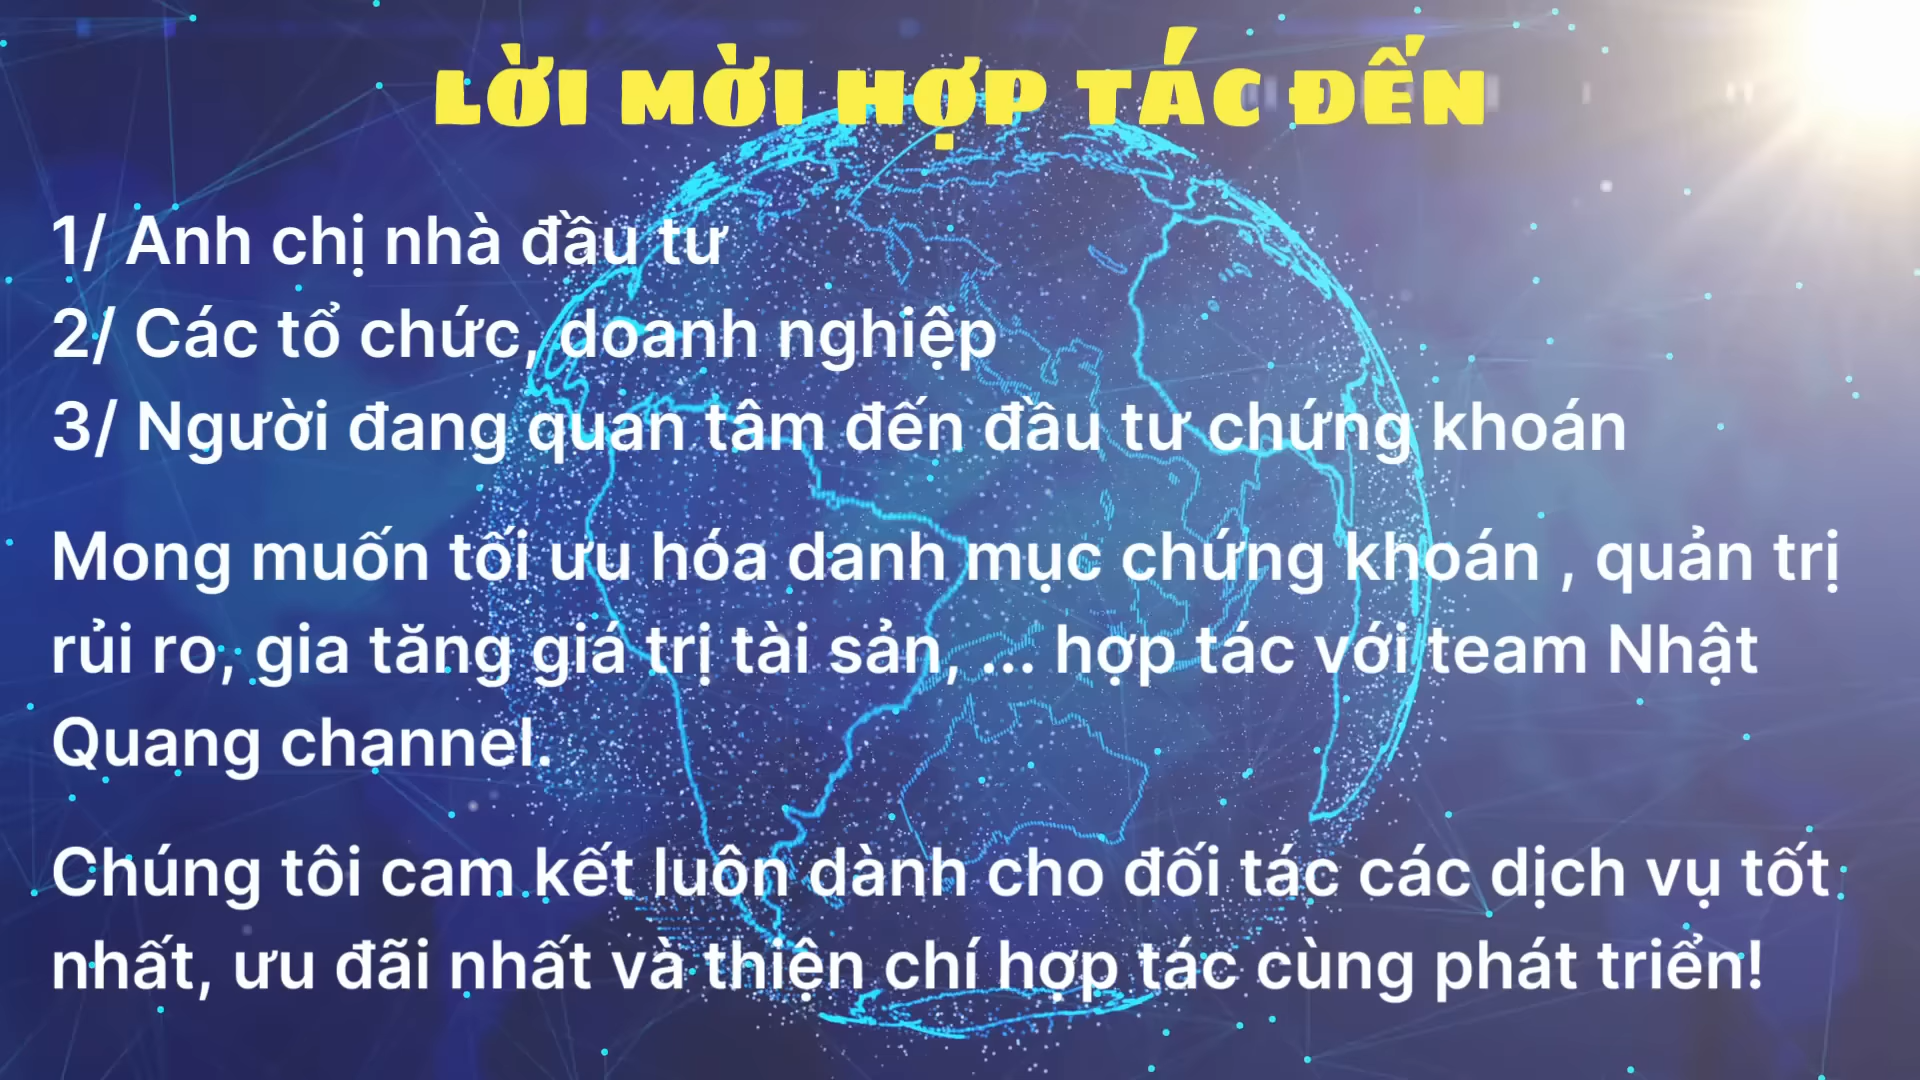 LỜI MỜI HỢP TÁC ĐẾN
1/ Anh chị nhà đầu tư
2/ Các tổ chức, doanh nghiệp
3/ Người đang quan tâm đến đầu tư chứng khoán
Mong muốn tối ưu hóa danh mục chứng khoán , quản trị
rủi ro, gia tăng giá trị tài sản, ... hợp tác với team Nhật
Quang channel.
Chúng tôi cam kết luôn dành cho đối tác các dịch vụ tốt
nhất, ưu đãi nhất và thiện chí hợp tác cùng phát triển!